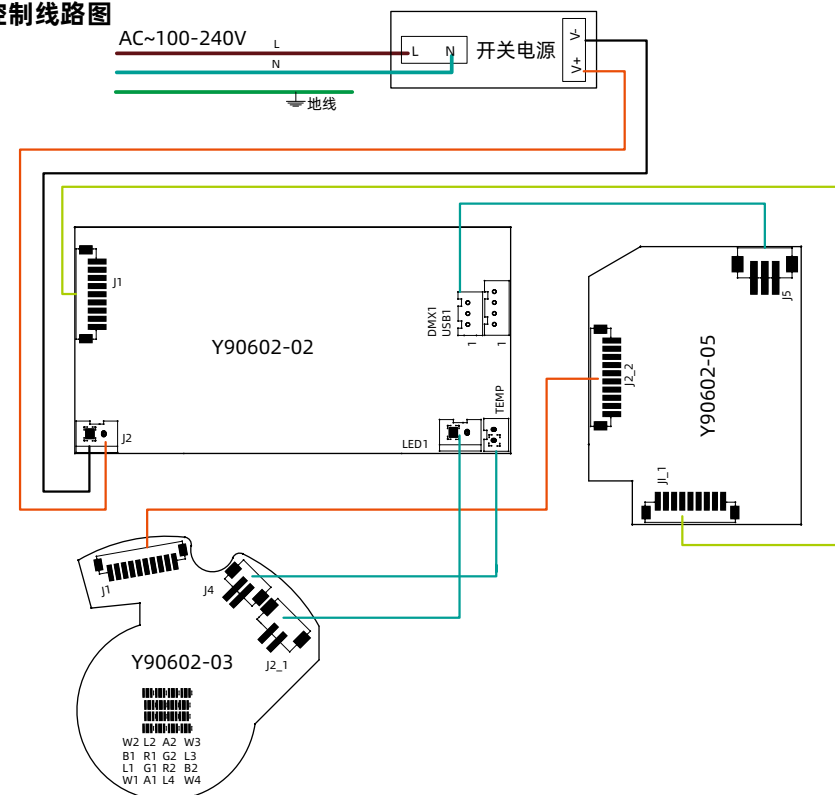 控制线路图
AC~100-240V
L
N
地线
L
N
开关电源
V-
V+
J1
Y90602-02
DMX1
USB1
1
1
TEMP
LED1
J2
J5
J2_2
Y90602-05
JI_1
J1
J4
J2_1
Y90602-03
W2 L2 A2 W3
B1 R1 G2 L3
L1 G1 R2 B2
W1 A1 L4 W4